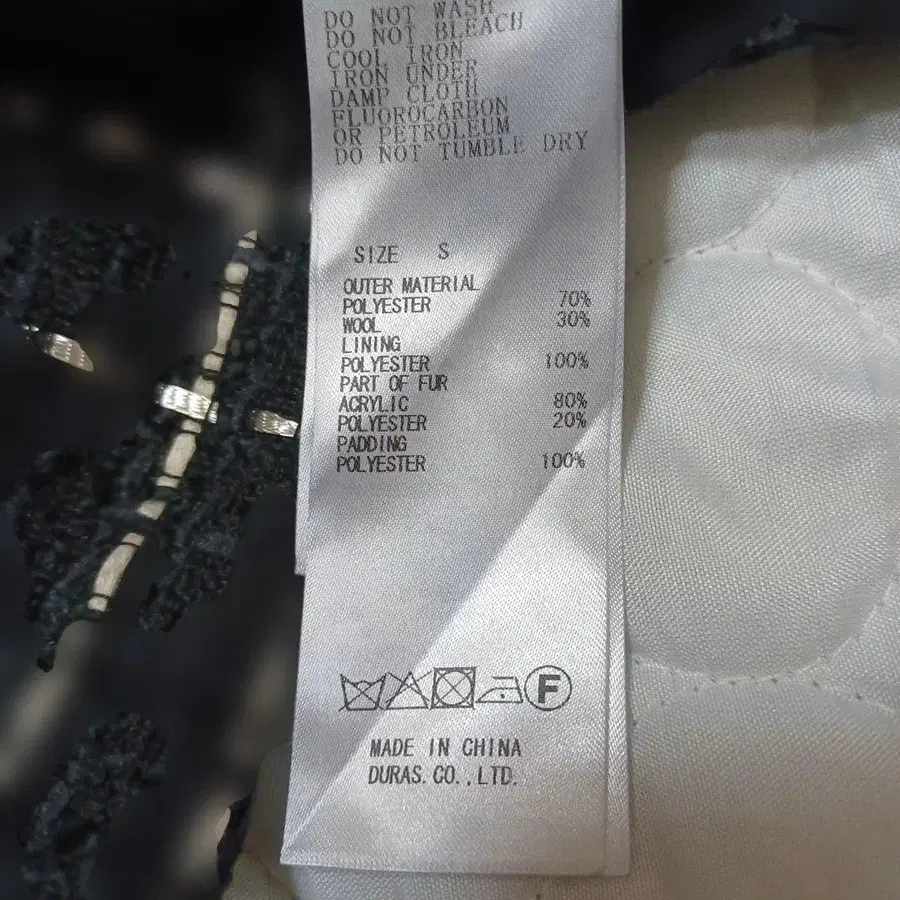 DO NOT WASH
DO NOT BLEACH
COOL IRON
IRON UNDER
DAMP CLOTH
FLUOROCARBON
OR PETROLEUM
DO NOT TUMBLE DRY
SIZE S
OUTER MATERIAL
POLYESTER 70%
WOOL 30%
LINING
POLYESTER 100%
PART OF FUR
ACRYLIC 80%
POLYESTER 20%
PADDING
POLYESTER 100%
F
MADE IN CHINA
DURAS.CO.,LTD.